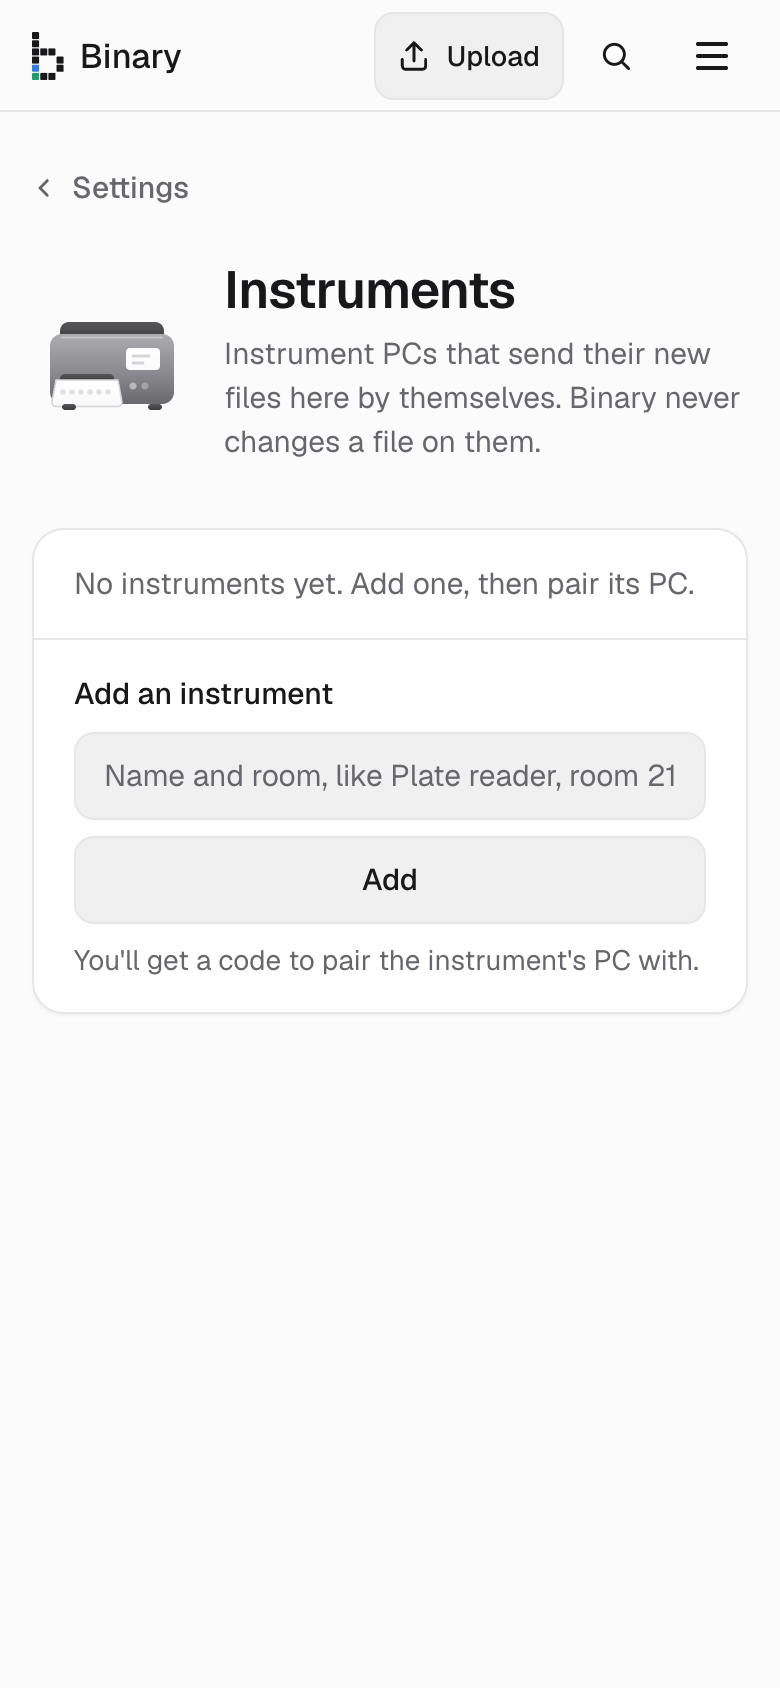 Binary
Upload
Settings
Instruments
Instrument PCs that send their new
files here by themselves. Binary never
changes a file on them.
No instruments yet. Add one, then pair its PC.
Add an instrument
Name and room, like Plate reader, room 21
Add
You'll get a code to pair the instrument's PC with.